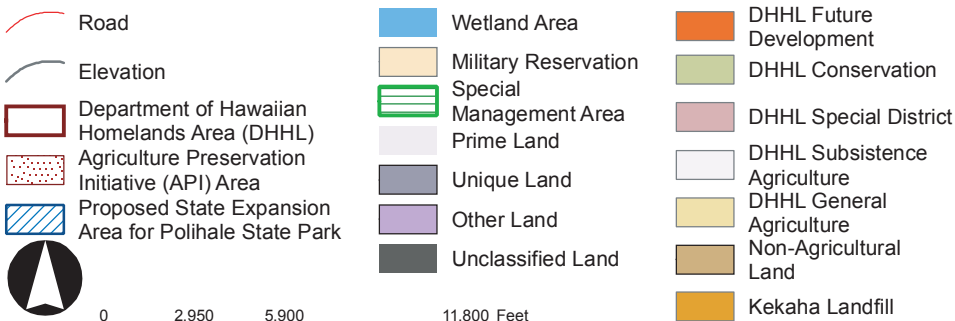 Road
Elevation
Department of Hawaiian
Homelands Area (DHHL)
Agriculture Preservation
Initiative (API) Area
Proposed State Expansion
Area for Polihale State Park
0 2,950 5,900 11,800 Feet
Wetland Area
Military Reservation
Special
Management Area
Prime Land
Unique Land
Other Land
Unclassified Land
DHHL Future
Development
DHHL Conservation
DHHL Special District
DHHL Subsistence
Agriculture
DHHL General
Agriculture
Non-Agricultural
Land
Kekaha Landfill